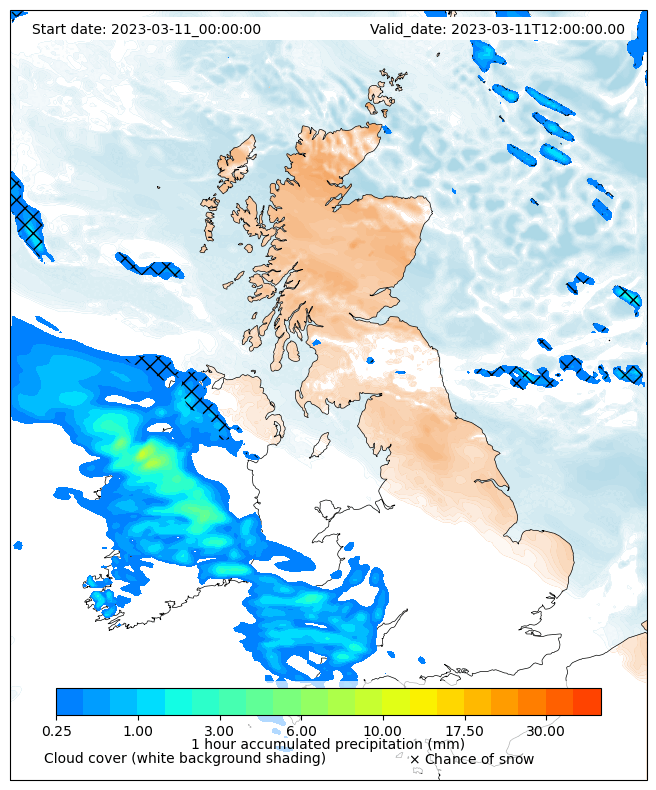 Start date: 2023-03-11_00:00:00 Valid_date: 2023-03-11T12:00:00.00
0.25 1.00 3.00 6.00 10.00 17.50 30.00
1 hour accumulated precipitation (mm)
Cloud cover (white background shading) × Chance of snow